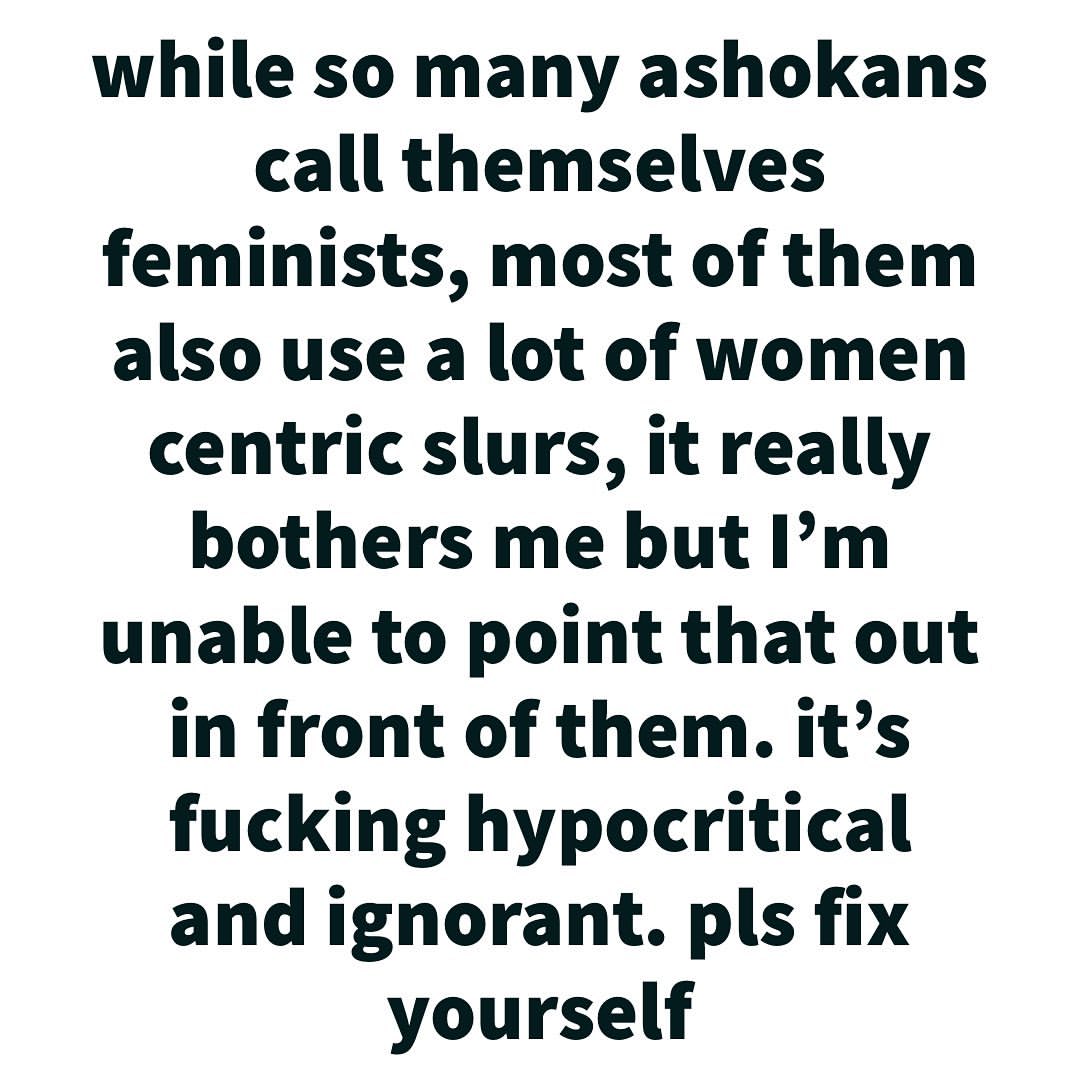 while so many ashokans
call themselves
feminists, most of them
also use a lot of women
centric slurs, it really
bothers me but I’m
unable to point that out
in front of them. it’s
fucking hypocritical
and ignorant. pls fix
yourself